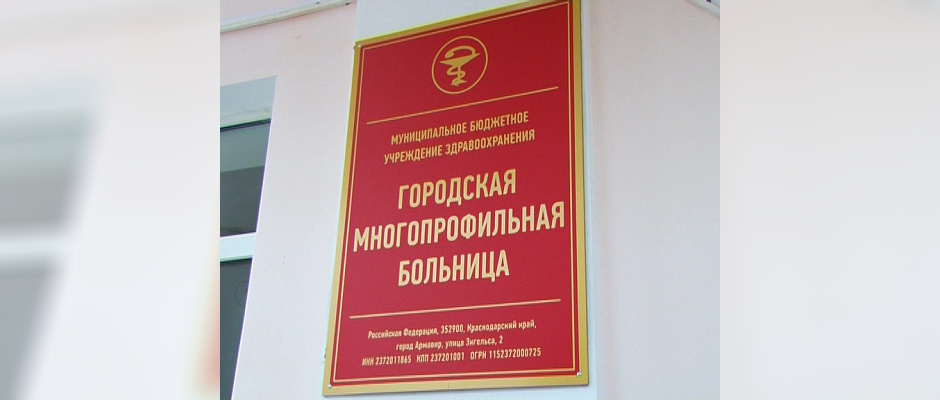 МУНИЦИПАЛЬНОЕ БЮДЖЕТНОЕ
УЧРЕЖДЕНИЕ ЗДРАВООХРАНЕНИЯ
ГОРОДСКАЯ
МНОГОПРОФИЛЬНАЯ
БОЛЬНИЦА
Российская Федерация, 352900, Краснодарский край,
город Армавир, улица Энгельса, 2
ИНН 2372011865 КПП 237201001 ОГРН 1152372000725